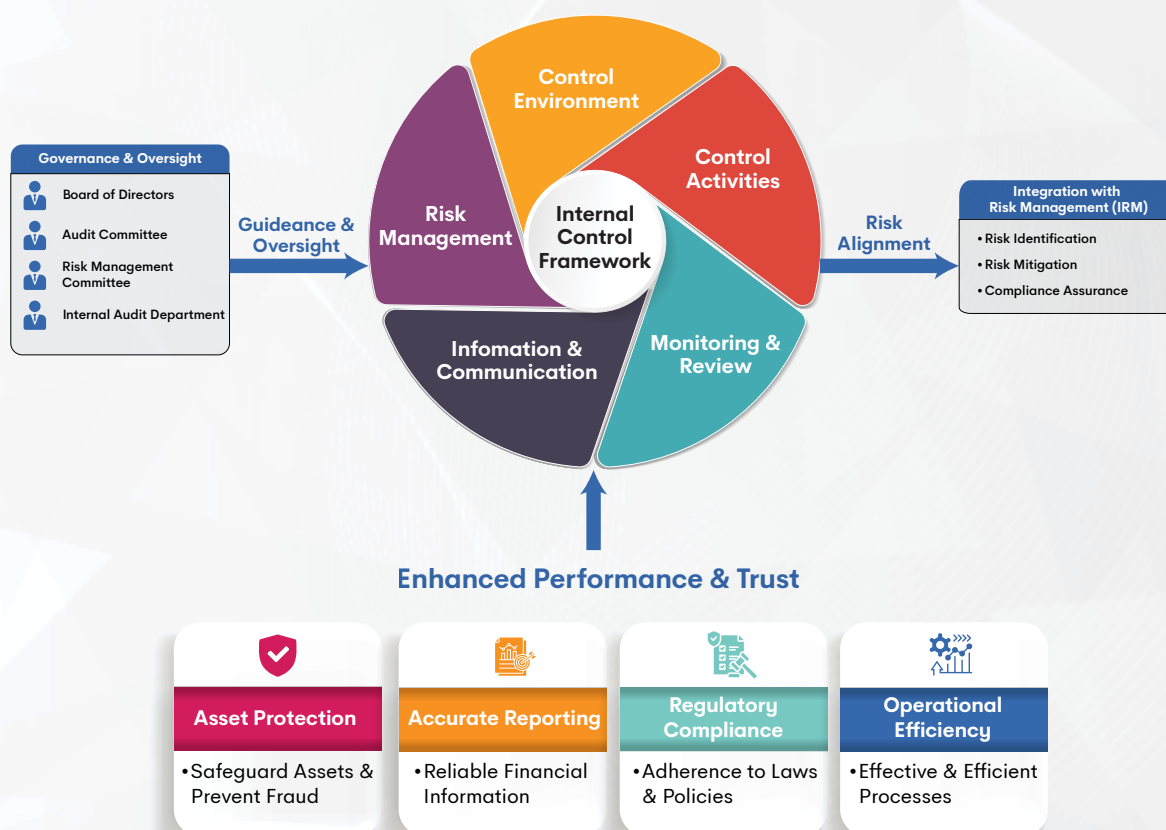 Control
Environment
Control
Activities
Risk
Management
Internal
Control
Framework
Infomation &
Communication
Monitoring &
Review
Governance & Oversight
Board of Directors
Audit Committee
Risk Management
Committee
Internal Audit Department
Guideance &
Oversight
Risk
Alignment
Integration with
Risk Management (IRM)
•Risk Identification
•Risk Mitigation
•Compliance Assurance
Enhanced Performance & Trust
Asset Protection
•Safeguard Assets &
Prevent Fraud
Accurate Reporting
•Reliable Financial
Information
Regulatory
Compliance
•Adherence to Laws
& Policies
Operational
Efficiency
•Effective & Efficient
Processes